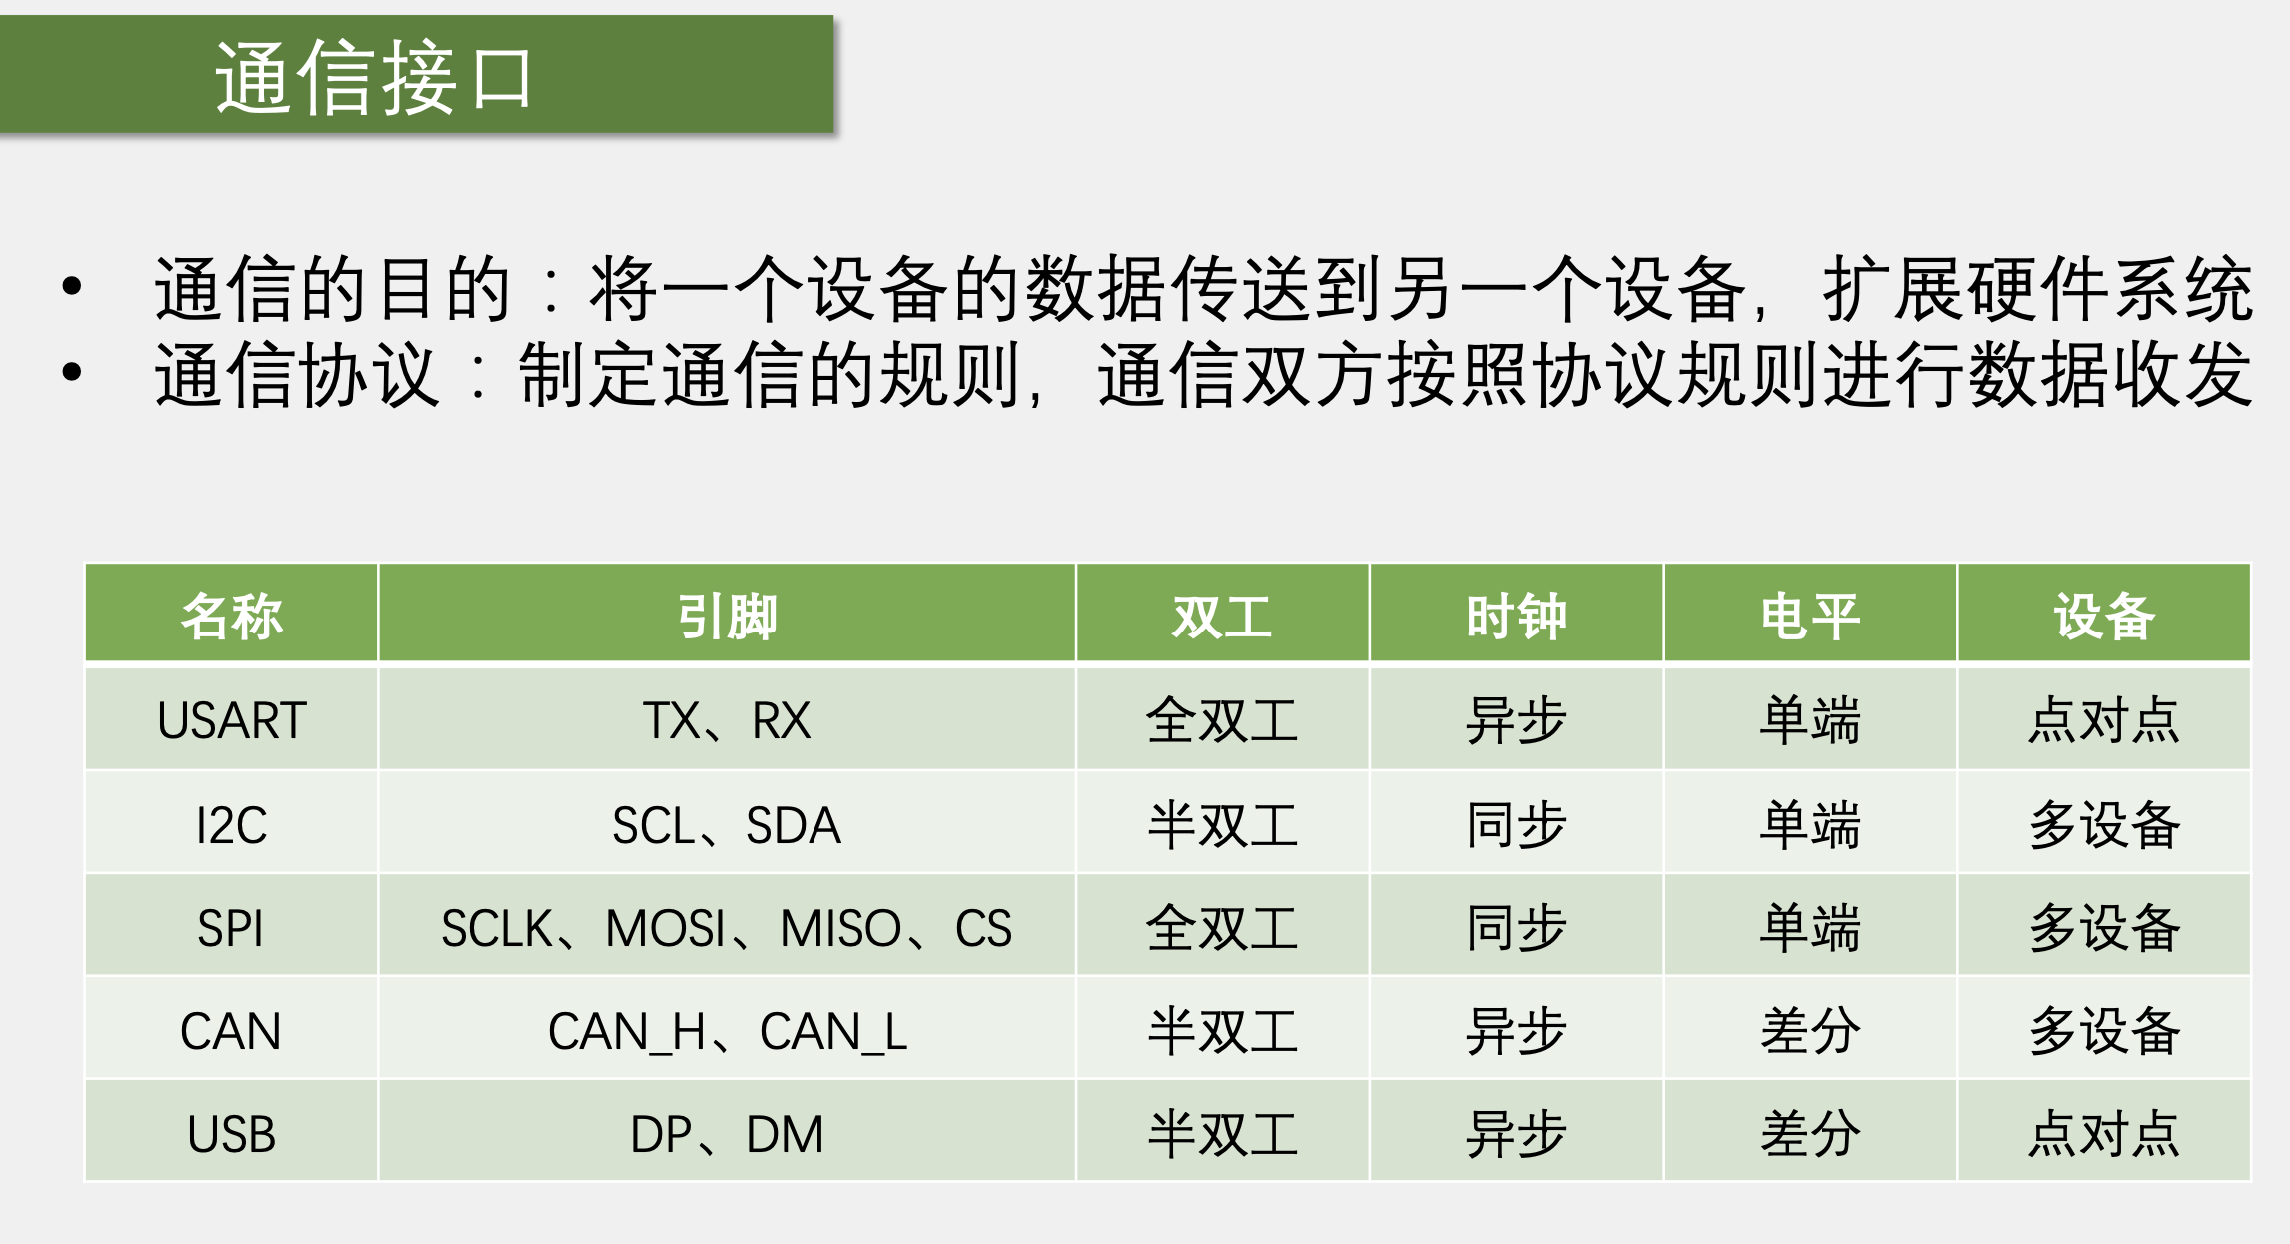 通信接口
• 通信的目的：将一个设备的数据传送到另一个设备，扩展硬件系统
• 通信协议：制定通信的规则，通信双方按照协议规则进行数据收发
名称 引脚 双工 时钟 电平 设备
USART TX、RX 全双工 异步 单端 点对点
I2C SCL、SDA 半双工 同步 单端 多设备
SPI SCLK、MOSI、MISO、CS 全双工 同步 单端 多设备
CAN CAN_H、CAN_L 半双工 异步 差分 多设备
USB DP、DM 半双工 异步 差分 点对点